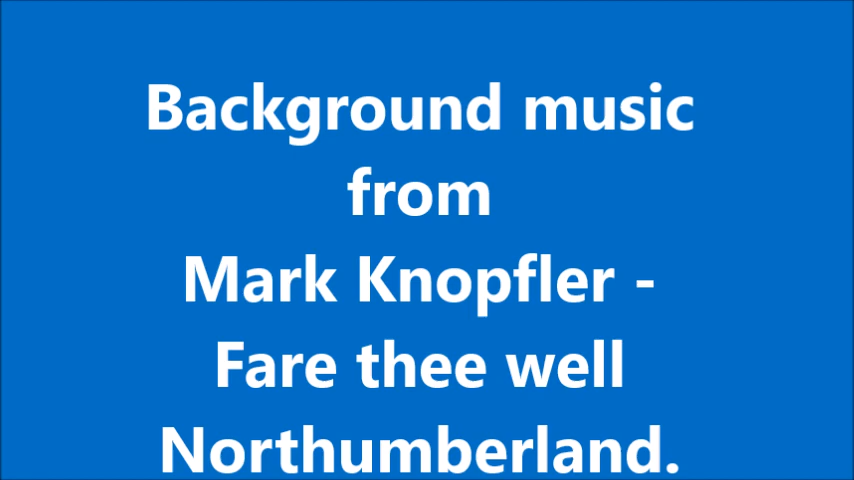 Background music
from
Mark Knopfler -
Fare thee well
Northumberland.